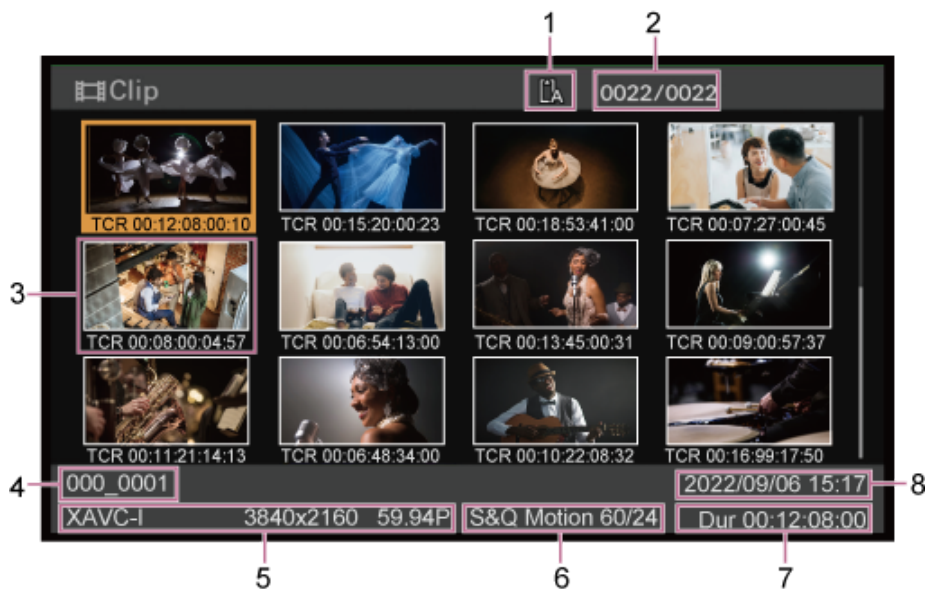 1 2
Clip A 0022/0022
TCR 00:12:08:00:10 TCR 00:15:20:00:23 TCR 00:18:53:41:00 TCR 00:07:27:00:45
3
TCR 00:08:00:04:57 TCR 00:06:54:13:00 TCR 00:13:45:00:31 TCR 00:09:00:57:37
TCR 00:11:21:14:13 TCR 00:06:48:34:00 TCR 00:10:22:08:32 TCR 00:16:99:17:50
4 000_0001 2022/09/06 15:17 8
XAVC-I 3840x2160 59.94P S&Q Motion 60/24 Dur 00:12:08:00
5 6 7